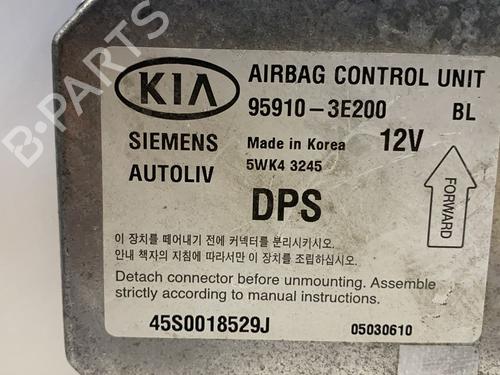 B-PARTS
KIA
AIRBAG CONTROL UNIT
95910-3E200 BL
SIEMENS
AUTOLIV
Made in Korea 12V
5WK4 3245
DPS
FORWARD
이 장치를 떼어내기 전에 커넥터를 분리시키시오.
안내 책자의 지침에 따라서만 이 장치를 조립하십시오.
Detach connector before unmounting. Assemble
strictly according to manual instructions.
45S0018529J 05030610